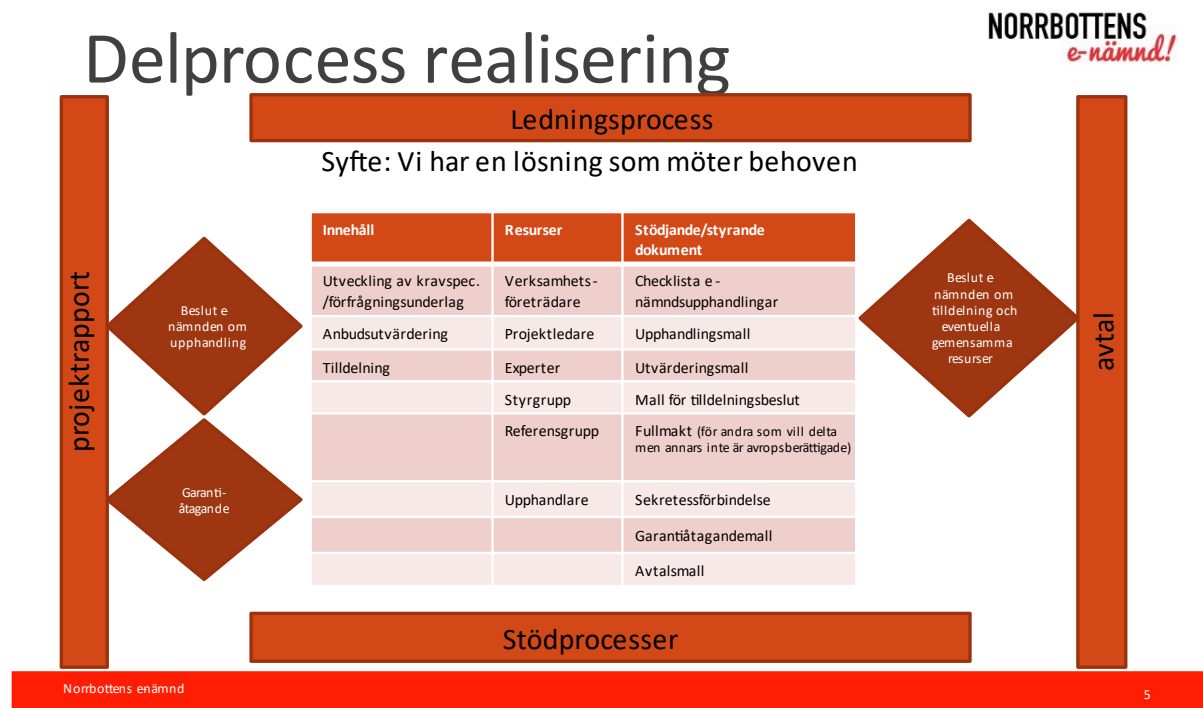 Delprocess realisering
NORRBOTTENS
e-nämnd!
Ledningsprocess
Syfte: Vi har en lösning som möter behoven
projektrapport
Beslut e
nämnden om
upphandling
Garanti-
åtagande
Innehåll Resurser Stödjande/styrande
dokument
Utveckling av kravspec. Verksamhets- Checklista e -
/förfrågningsunderlag företrädare nämndsupphandlingar
Anbudsutvärdering Projektledare Upphandlingsmall
Tilldelning Experter Utvärderingsmall
Styrgrupp Mall för tilldelningsbeslut
Referensgrupp Fullmakt (för andra som vill delta
men annars inte är avropsberättigade)
Upphandlare Sekretessförbindelse
Garantiåtagandemall
Avtalsmall
Beslut e
nämnden om
tilldelning och
eventuella
gemensamma
resurser
avtal
Stödprocesser
Norrbottens enämnd
5